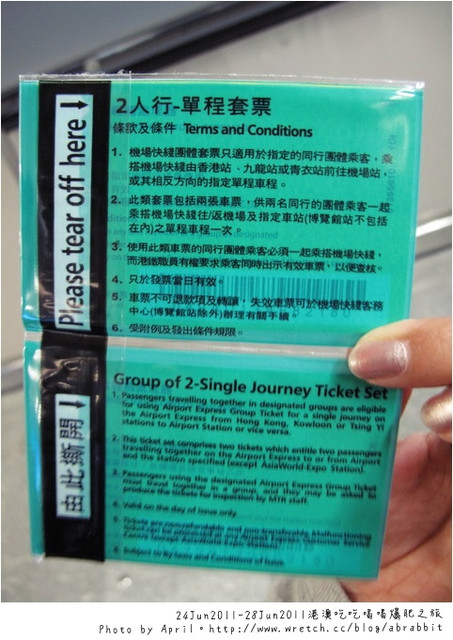 Please tear off here
2人行-單程套票
條欵及條件 Terms and Conditions
1. 機場快綫團體套票只適用於指定的同行團體乘客，乘
搭機場快綫由香港站、九龍站或青衣站前往機場站，
或其相反方向的指定單程車程。
2. 此類套票包括兩張車票，供兩名同行的團體乘客一起
乘搭機場快綫往/返機場及指定車站(博覽館站不包括
在內)之單程車程一次。
3. 使用此類車票的同行團體乘客必須一起乘搭機場快綫，
而港鐵職員有權要求乘客同時出示有效車票，以便查核。
4. 只於發票當日有效。
5. 車票不可退款項及轉讓，失效車票可於機場快綫客務
中心(博覽館站除外)辦理有關手續。
6. 受附例及發出條件規限。
由此撕開
Group of 2-Single Journey Ticket Set
1. Passengers travelling together in designated groups are eligible
for using Airport Express Group Ticket for a single journey on
the Airport Express from Hong Kong, Kowloon or Tsing Yi
stations to Airport Station or vice versa.
2. This ticket set comprises two tickets which entitle two passengers
travelling together on the Airport Express to or from Airport
and the Station specified (except AsiaWorld-Expo Station).
3. Passengers using the designated Airport Express Group Ticket
must travel together in a group, and they may be asked to
produce the tickets for inspection by MTR staff.
4. Valid on the day of issue only.
5. Tickets are non-refundable and non-transferable. Malfunctioning
Centre (except AsiaWorld-Expo Station).
6. Subject to By-laws and Conditions of Issue.
24Jun2011-28Jun2011港澳吃吃喝喝爆肥之旅
Photo by April。http://www.wretch.cc/blog/abrabbit